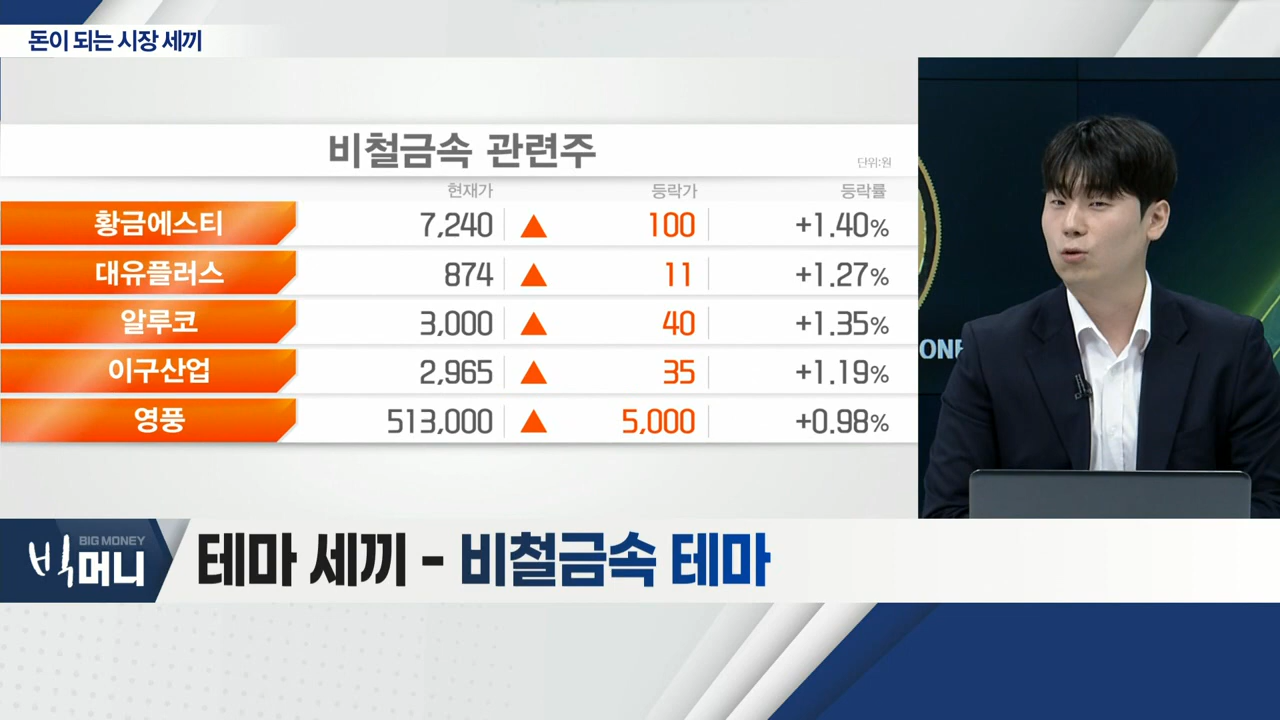 돈이 되는 시장 세끼
비철금속 관련주
단위:원
현재가 등락가 등락률
황금에스티 7,240 ▲ 100 +1.40%
대유플러스 874 ▲ 11 +1.27%
알루코 3,000 ▲ 40 +1.35%
이구산업 2,965 ▲ 35 +1.19%
영풍 513,000 ▲ 5,000 +0.98%
ONE
BIG MONEY
빅머니
테마 세끼 - 비철금속 테마